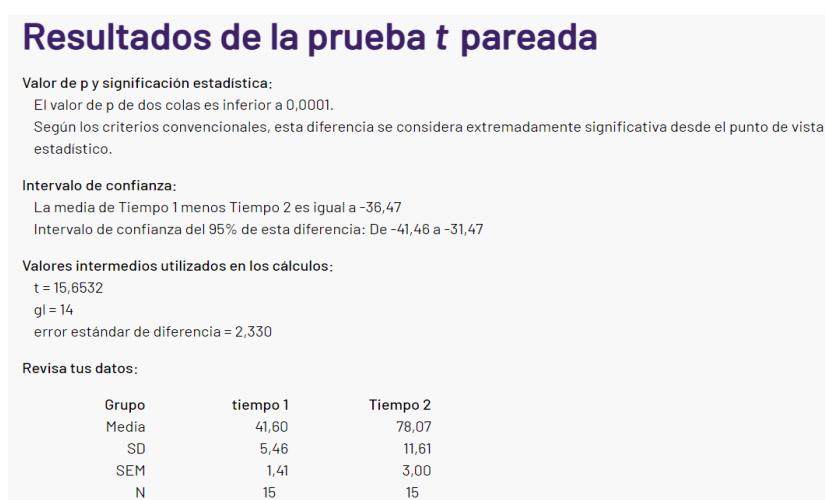 Resultados de la prueba t pareada
Valor de p y significación estadística:
El valor de p de dos colas es inferior a 0,0001.
Según los criterios convencionales, esta diferencia se considera extremadamente significativa desde el punto de vista
estadístico.
Intervalo de confianza:
La media de Tiempo 1 menos Tiempo 2 es igual a -36,47
Intervalo de confianza del 95% de esta diferencia: De -41,46 a -31,47
Valores intermedios utilizados en los cálculos:
t = 15,6532
gl = 14
error estándar de diferencia = 2,330
Revisa tus datos:
Grupo tiempo 1 Tiempo 2
Media 41,60 78,07
SD 5,46 11,61
SEM 1,41 3,00
N 15 15